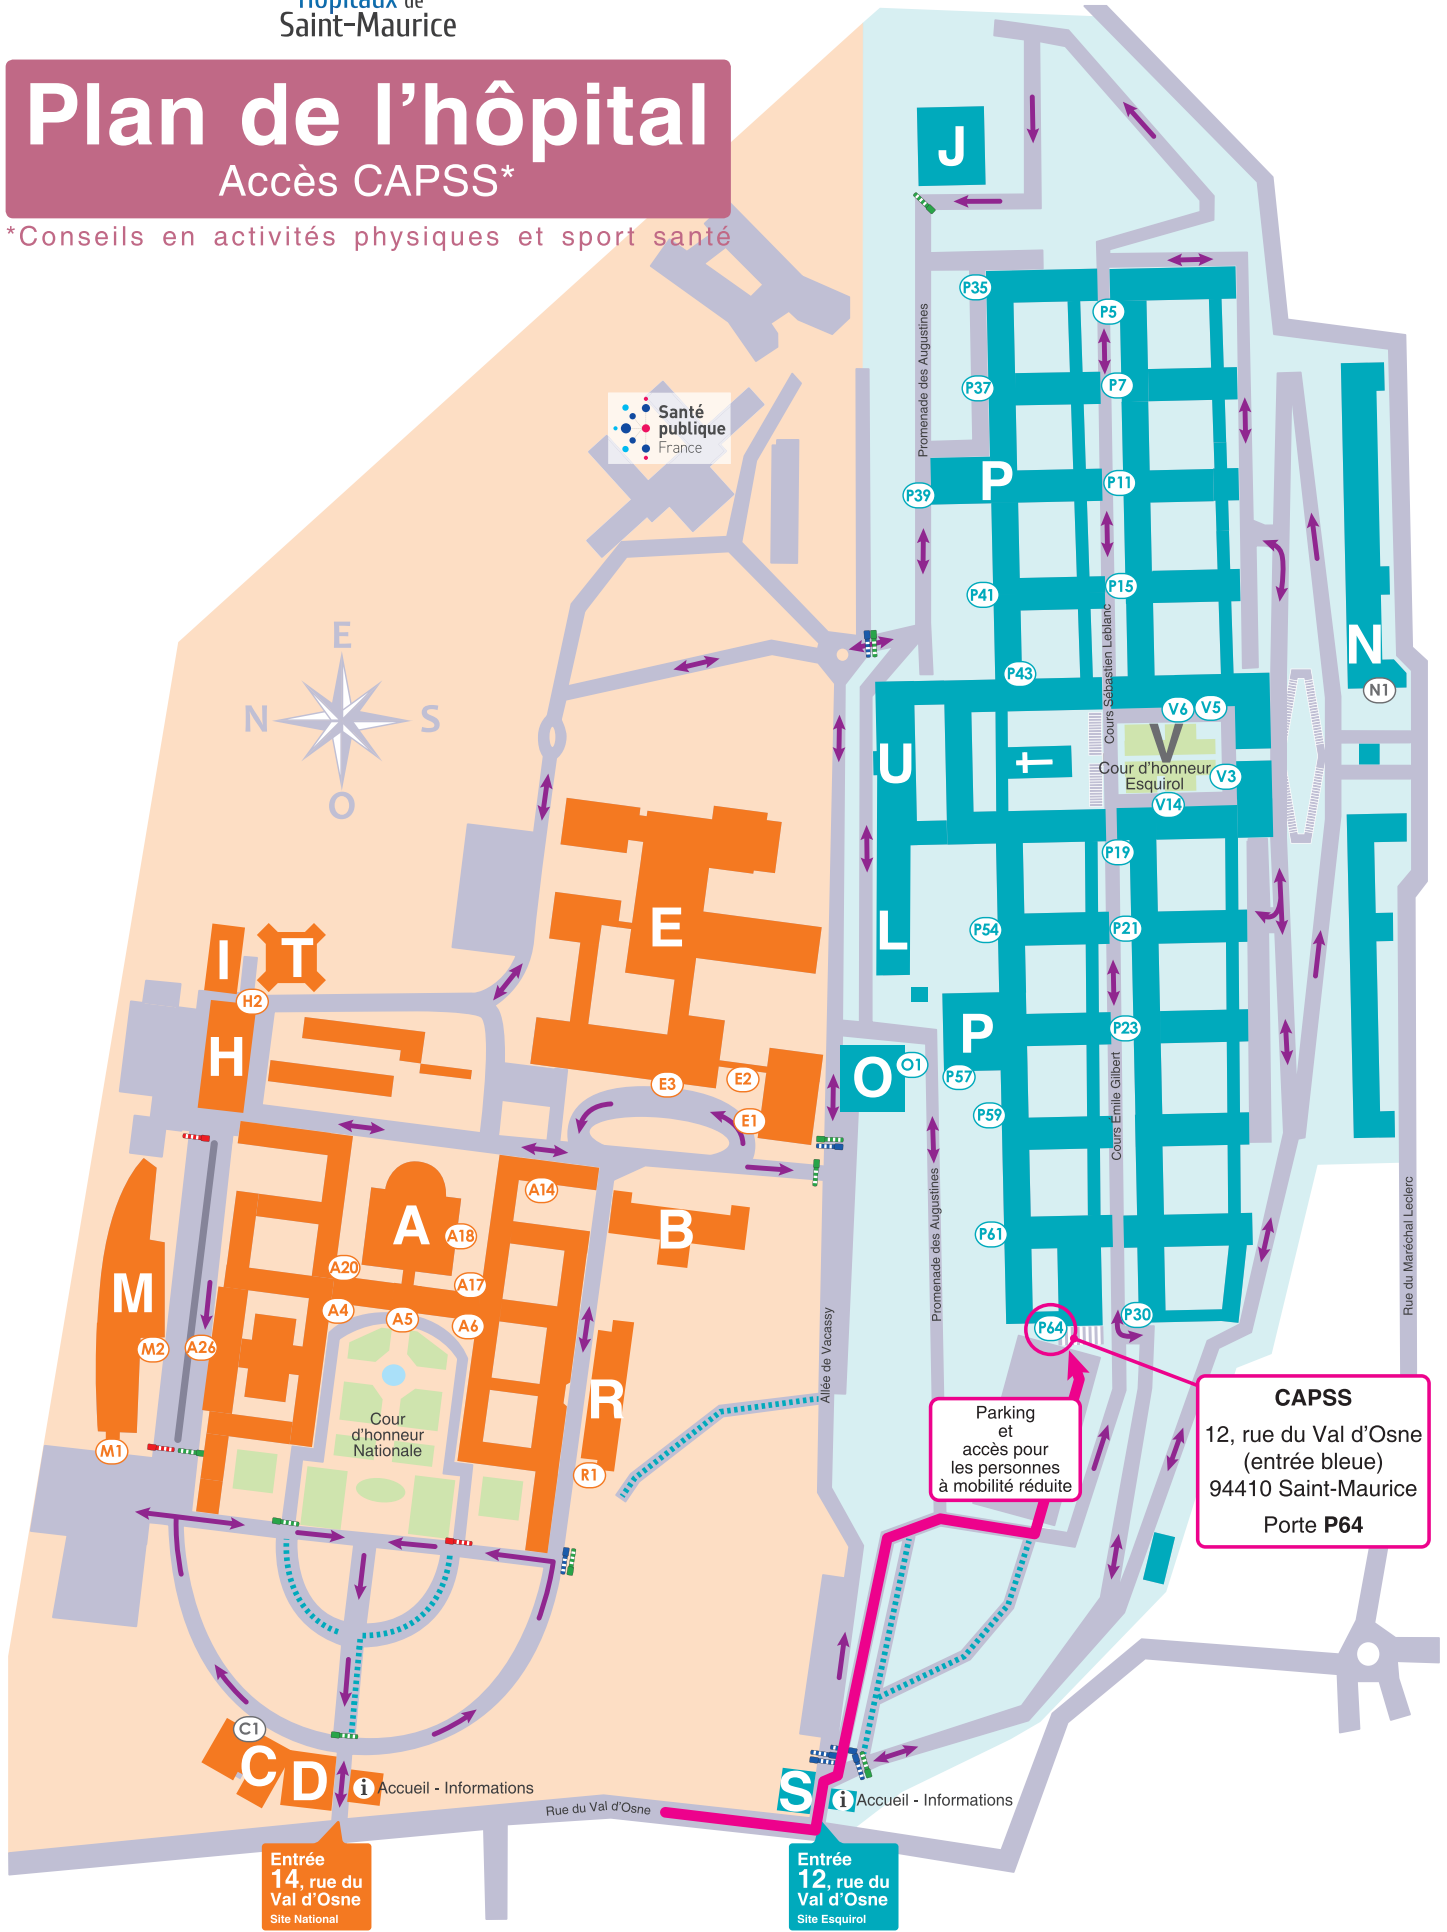 Hôpitaux de
Saint-Maurice
Plan de l'hôpital
Accès CAPSS*
*Conseils en activités physiques et sport santé
J
P35
P5
Promenade des Augustines
P37
P7
Santé
publique
France
P
P39
P11
P41
P15
Cours Sébastien Leblanc
N
N1
E
N
S
O
P43
V6
V5
U
V
Cour d'honneur
Esquirol
V3
V14
P19
E
L
P54
P21
I
T
H2
H
P
P23
O
O1
P57
E3
E2
E1
P59
Cours Emile Gilbert
A14
B
A
A18
A20
A17
M
A4
A5
A6
M2
A26
P61
Promenade des Augustines
Rue du Maréchal Leclerc
Allée de Vacassy
P64
P30
R
R1
M1
Cour
d'honneur
Nationale
Parking
et
accès pour
les personnes
à mobilité réduite
CAPSS
12, rue du Val d'Osne
(entrée bleue)
94410 Saint-Maurice
Porte P64
C1
C
D
i Accueil - Informations
S
i Accueil - Informations
Rue du Val d'Osne
Entrée
14, rue du
Val d'Osne
Site National
Entrée
12, rue du
Val d'Osne
Site Esquirol